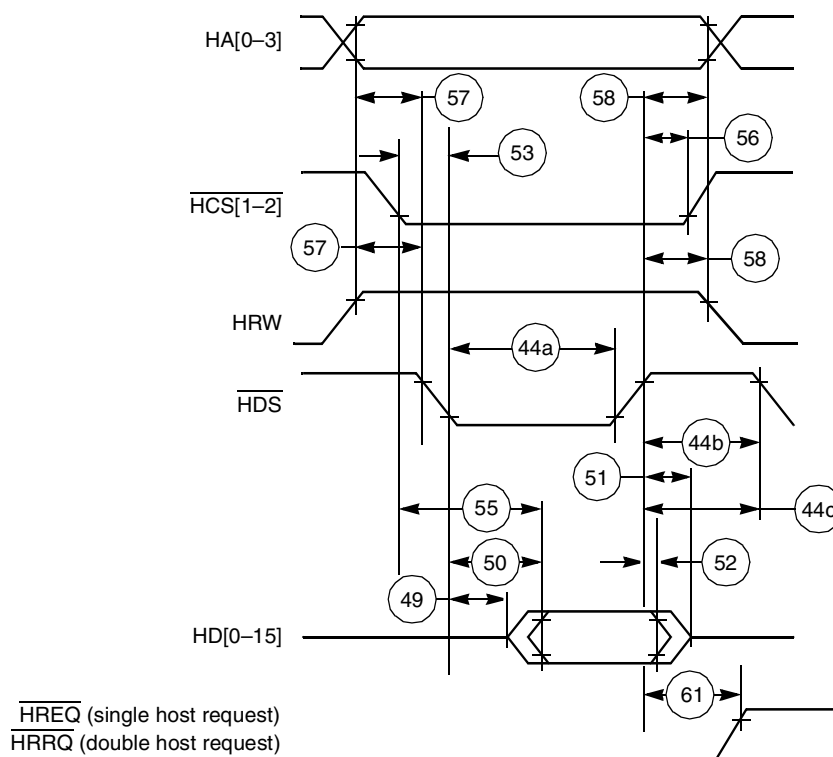 HA[0–3]
57
58
53
56
HCS[1–2]
57
58
HRW
44a
HDS
44b
51
55
44c
50
52
49
HD[0–15]
61
HREQ (single host request)
HRRQ (double host request)